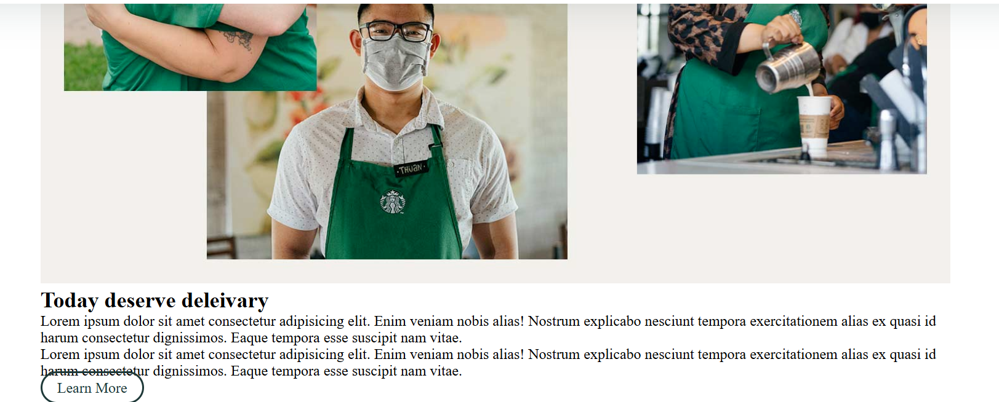 ·THUaN·
Today deserve deleivary
Lorem ipsum dolor sit amet consectetur adipisicing elit. Enim veniam nobis alias! Nostrum explicabo nesciunt tempora exercitationem alias ex quasi id
harum consectetur dignissimos. Eaque tempora esse suscipit nam vitae.
Lorem ipsum dolor sit amet consectetur adipisicing elit. Enim veniam nobis alias! Nostrum explicabo nesciunt tempora exercitationem alias ex quasi id
harum consectetur dignissimos. Eaque tempora esse suscipit nam vitae.
Learn More